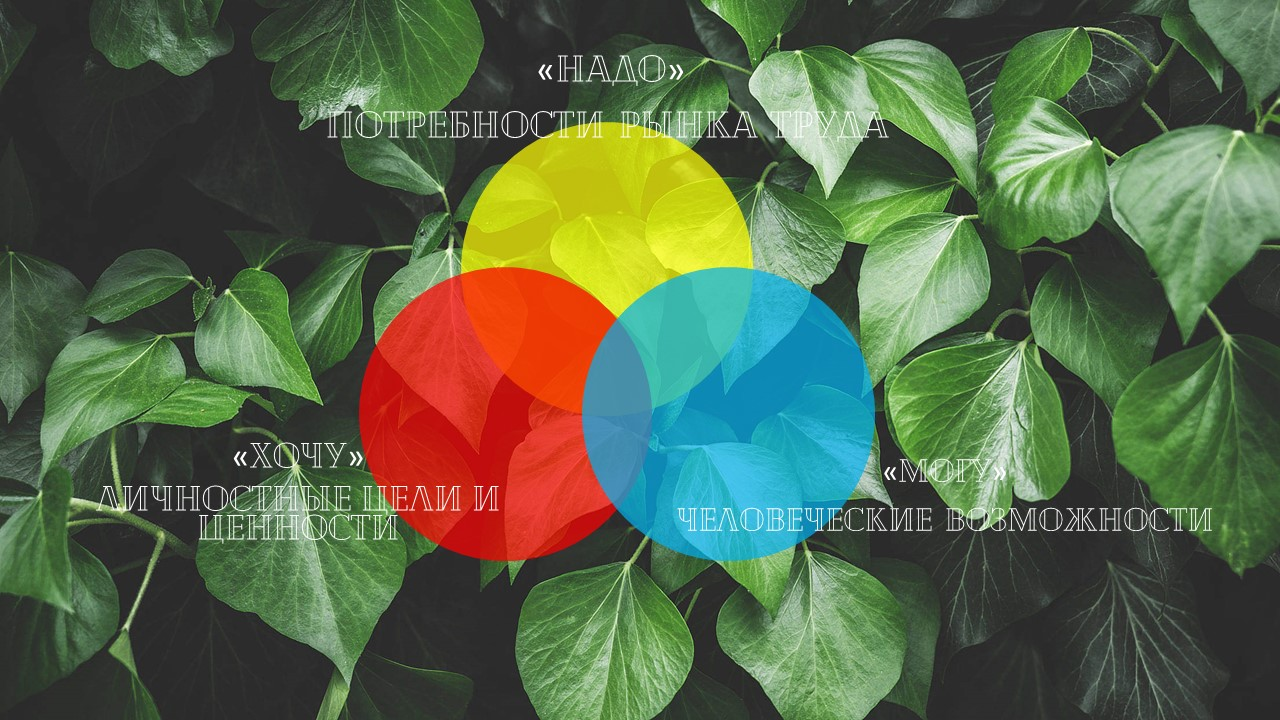 «НАДО»
ПОТРЕБНОСТИ РЫНКА ТРУДА
«ХОЧУ»
ЛИЧНОСТНЫЕ ЦЕЛИ И
ЦЕННОСТИ
«МОГУ»
ЧЕЛОВЕЧЕСКИЕ ВОЗМОЖНОСТИ